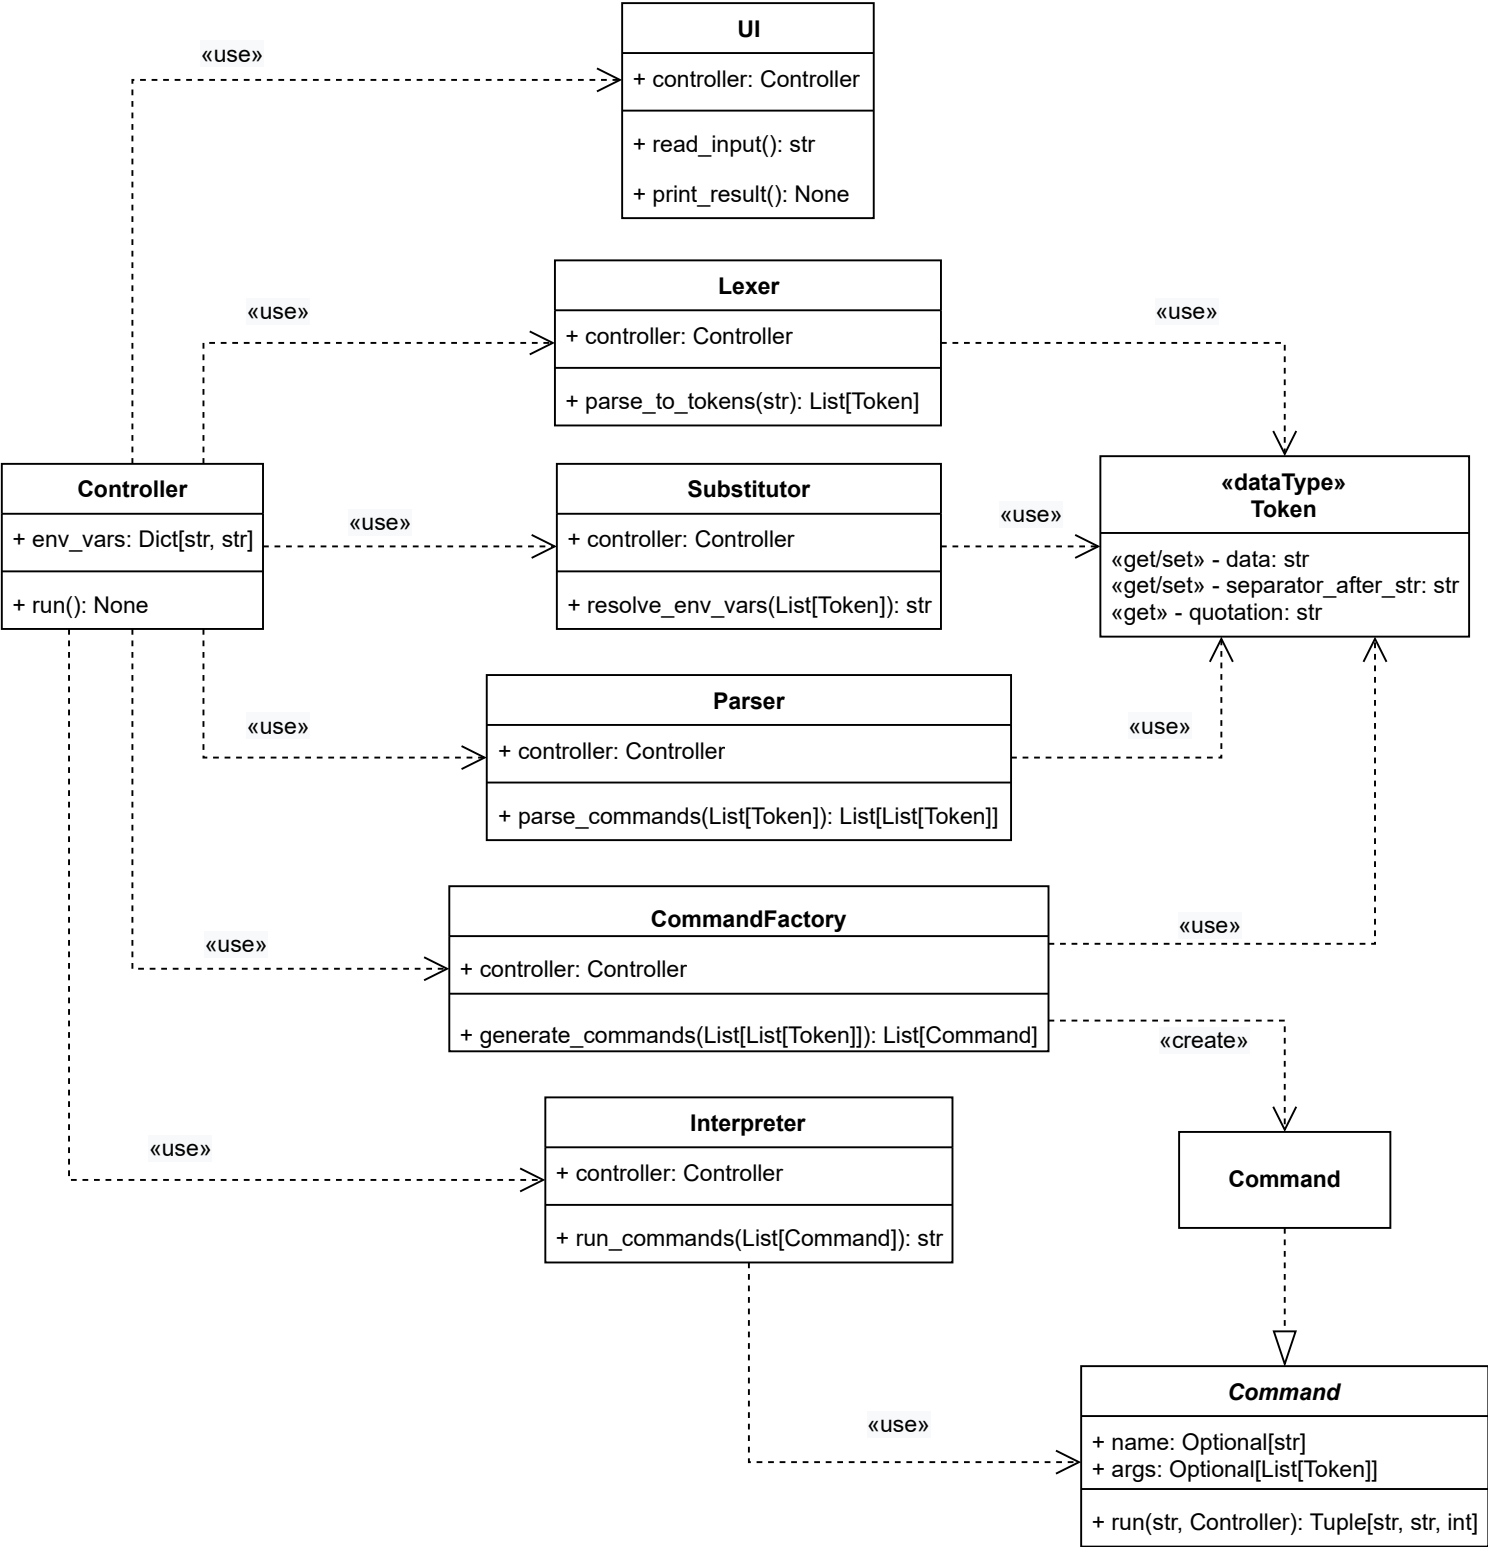 UI
+ controller: Controller
+ read_input(): str
+ print_result(): None
«use»
Lexer
+ controller: Controller
+ parse_to_tokens(str): List[Token]
«use»
«use»
Controller
+ env_vars: Dict[str, str]
+ run(): None
«use»
Substitutor
+ controller: Controller
+ resolve_env_vars(List[Token]): str
«use»
«dataType»
Token
«get/set» - data: str
«get/set» - separator_after_str: str
«get» - quotation: str
«use»
Parser
+ controller: Controller
+ parse_commands(List[Token]): List[List[Token]]
«use»
«use»
CommandFactory
+ controller: Controller
+ generate_commands(List[List[Token]]): List[Command]
«use»
«create»
«use»
Interpreter
+ controller: Controller
+ run_commands(List[Command]): str
Command
«use»
Command
+ name: Optional[str]
+ args: Optional[List[Token]]
+ run(str, Controller): Tuple[str, str, int]